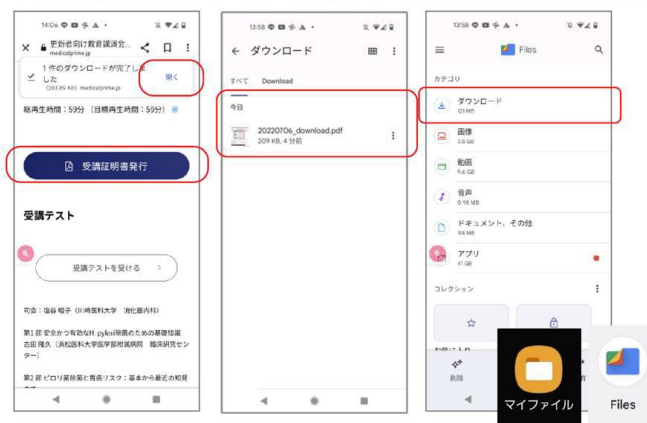 14:06
更新者向け教育講演会...
medicalprime.jp
1 件のダウンロードが完了しま
した
(203.89 KB) medicalprime.jp
開く
総再生時間：59分 (目標再生時間：59分)
受講証明書発行
受講テスト
受講テストを受ける
司会：塩谷 昭子 (川崎医科大学 消化器内科)
第1部 安全かつ有効なH. pylori除菌のための基礎知識
古田 隆久 (浜松医科大学医学部附属病院 臨床研究セン
ター)
第2部 ピロリ菌除菌と胃癌リスク：基本から最近の知見
13:58
ダウンロード
すべて Download
今日
20220706_download.pdf
209 KB, 4 分前
13:58
Files
カテゴリ
ダウンロード
121 MB
画像
動画
9.6 GB
音声
0.98 MB
ドキュメント、その他
アプリ
41 GB
コレクション
削除
マイファイル
Files